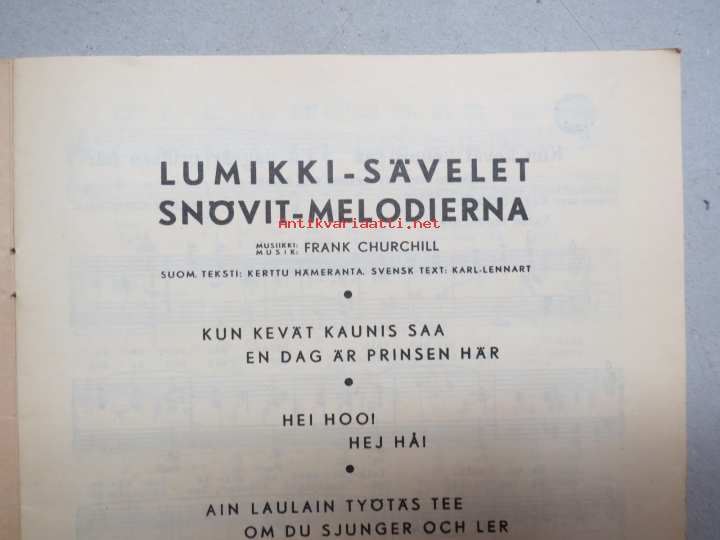 LUMIKKI-SÄVELET
SNÖVIT-MELODIERNA
antikvariaatti.net
MUSIIKKI:
MUSIK: FRANK CHURCHILL
SUOM. TEKSTI: KERTTU HÄMERANTA. SVENSK TEXT: KARL-LENNART
KUN KEVÄT KAUNIS SAA
EN DAG ÄR PRINSEN HÄR
HEI HOO!
HEJ HÅ!
AIN LAULAIN TYÖTÄS TEE
OM DU SJUNGER OCH LER